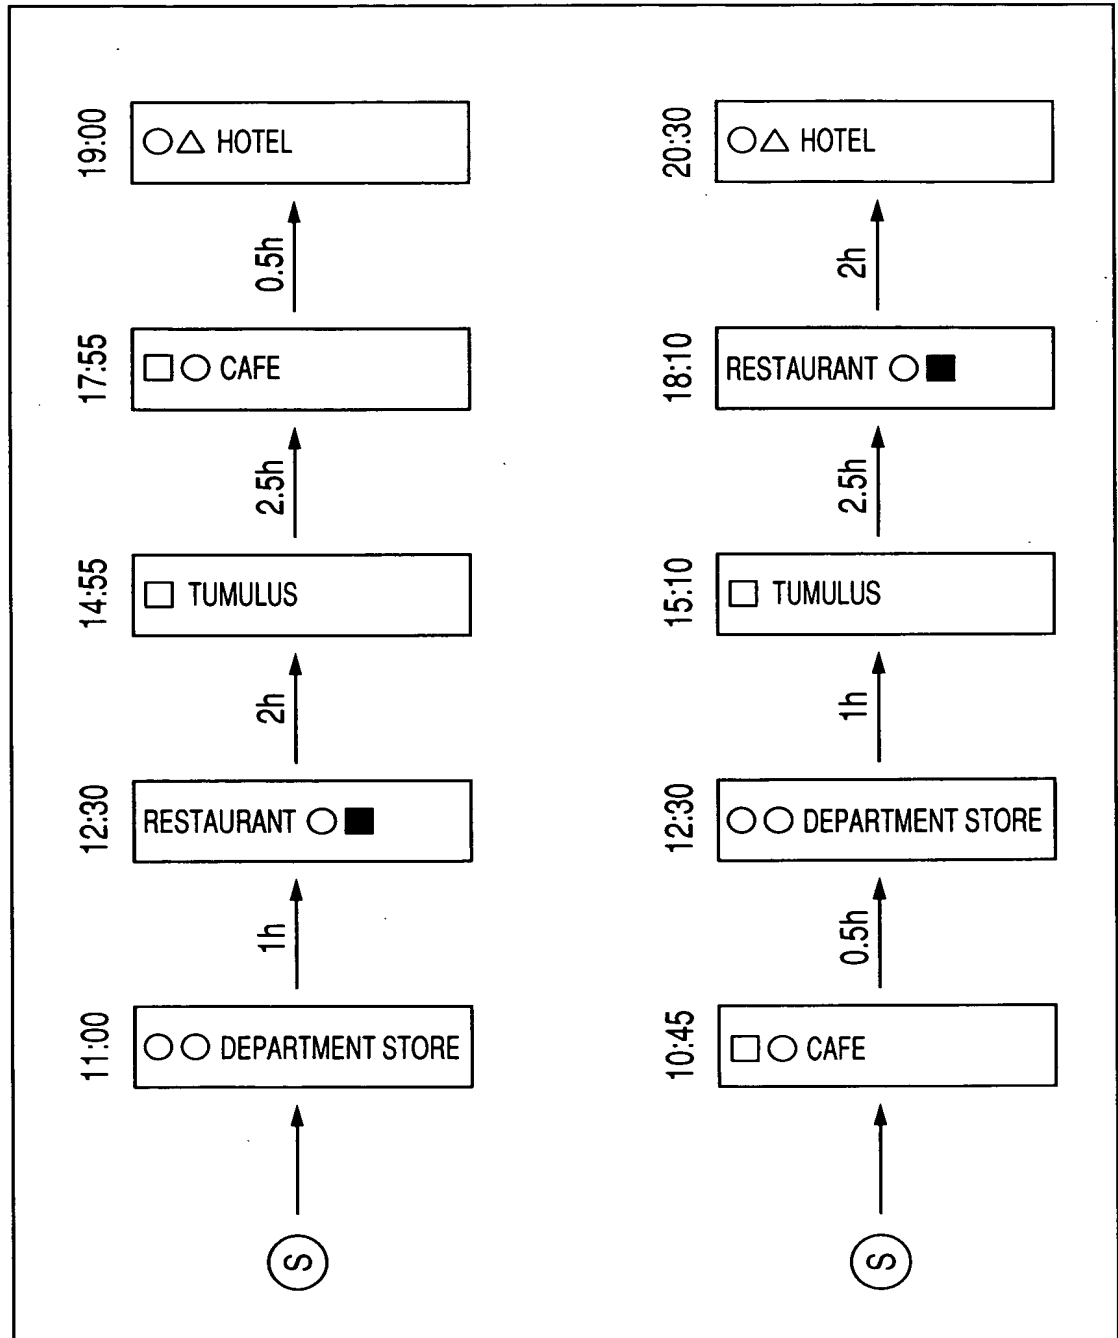 19:00
○△ HOTEL
0.5h
17:55
□○ CAFE
2.5h
14:55
□ TUMULUS
2h
12:30
RESTAURANT ○■
1h
11:00
○○ DEPARTMENT STORE
S
20:30
○△ HOTEL
2h
18:10
RESTAURANT ○■
2.5h
15:10
□ TUMULUS
1h
12:30
○○ DEPARTMENT STORE
0.5h
10:45
□○ CAFE
S